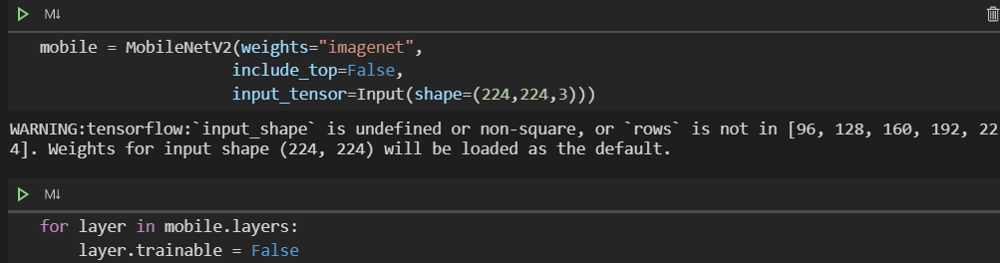 M↓
mobile = MobileNetV2(weights="imagenet",
include_top=False,
input_tensor=Input(shape=(224,224,3)))
WARNING:tensorflow:`input_shape` is undefined or non-square, or `rows` is not in [96, 128, 160, 192, 22
4]. Weights for input shape (224, 224) will be loaded as the default.
M↓
for layer in mobile.layers:
layer.trainable = False